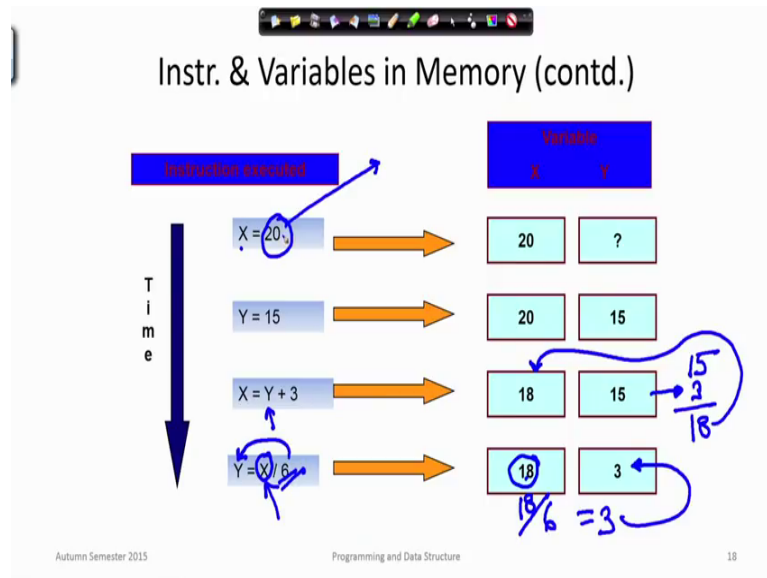 Instr. & Variables in Memory (contd.)
Instruction executed
Variable
X Y
Time
X = 20
20 ?
Y = 15
20 15
X = Y + 3
18 15
15
3
18
Y = X / 6
18 3
18/6 = 3
Autumn Semester 2015 Programming and Data Structure 18